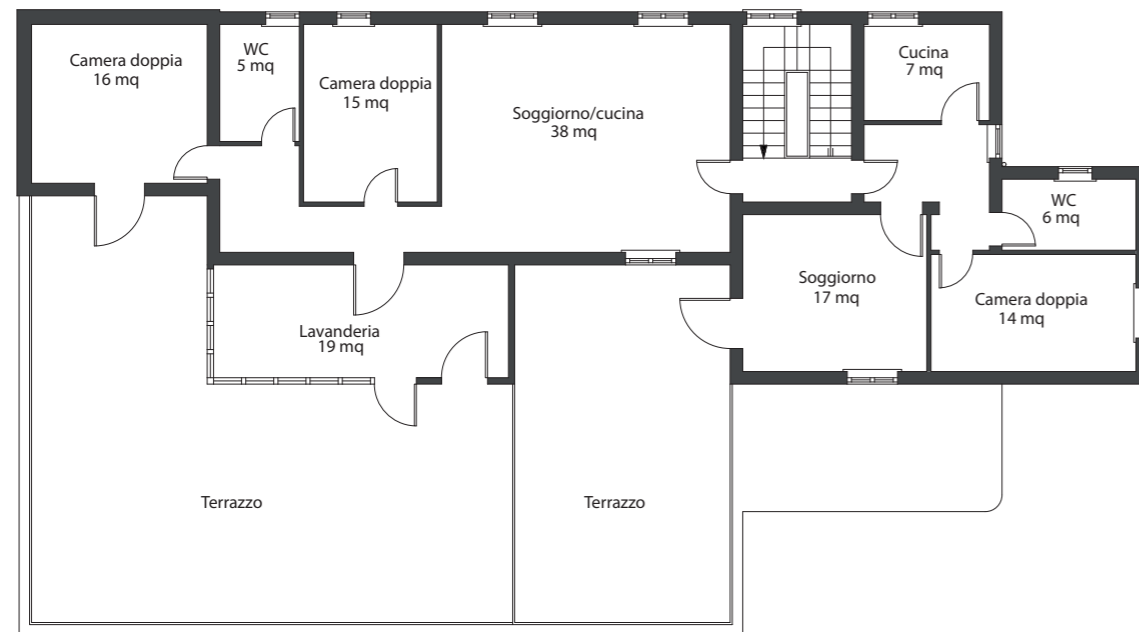 Camera doppia
16 mq
WC
5 mq
Camera doppia
15 mq
Soggiorno/cucina
38 mq
Cucina
7 mq
WC
6 mq
Soggiorno
17 mq
Camera doppia
14 mq
Lavanderia
19 mq
Terrazzo
Terrazzo